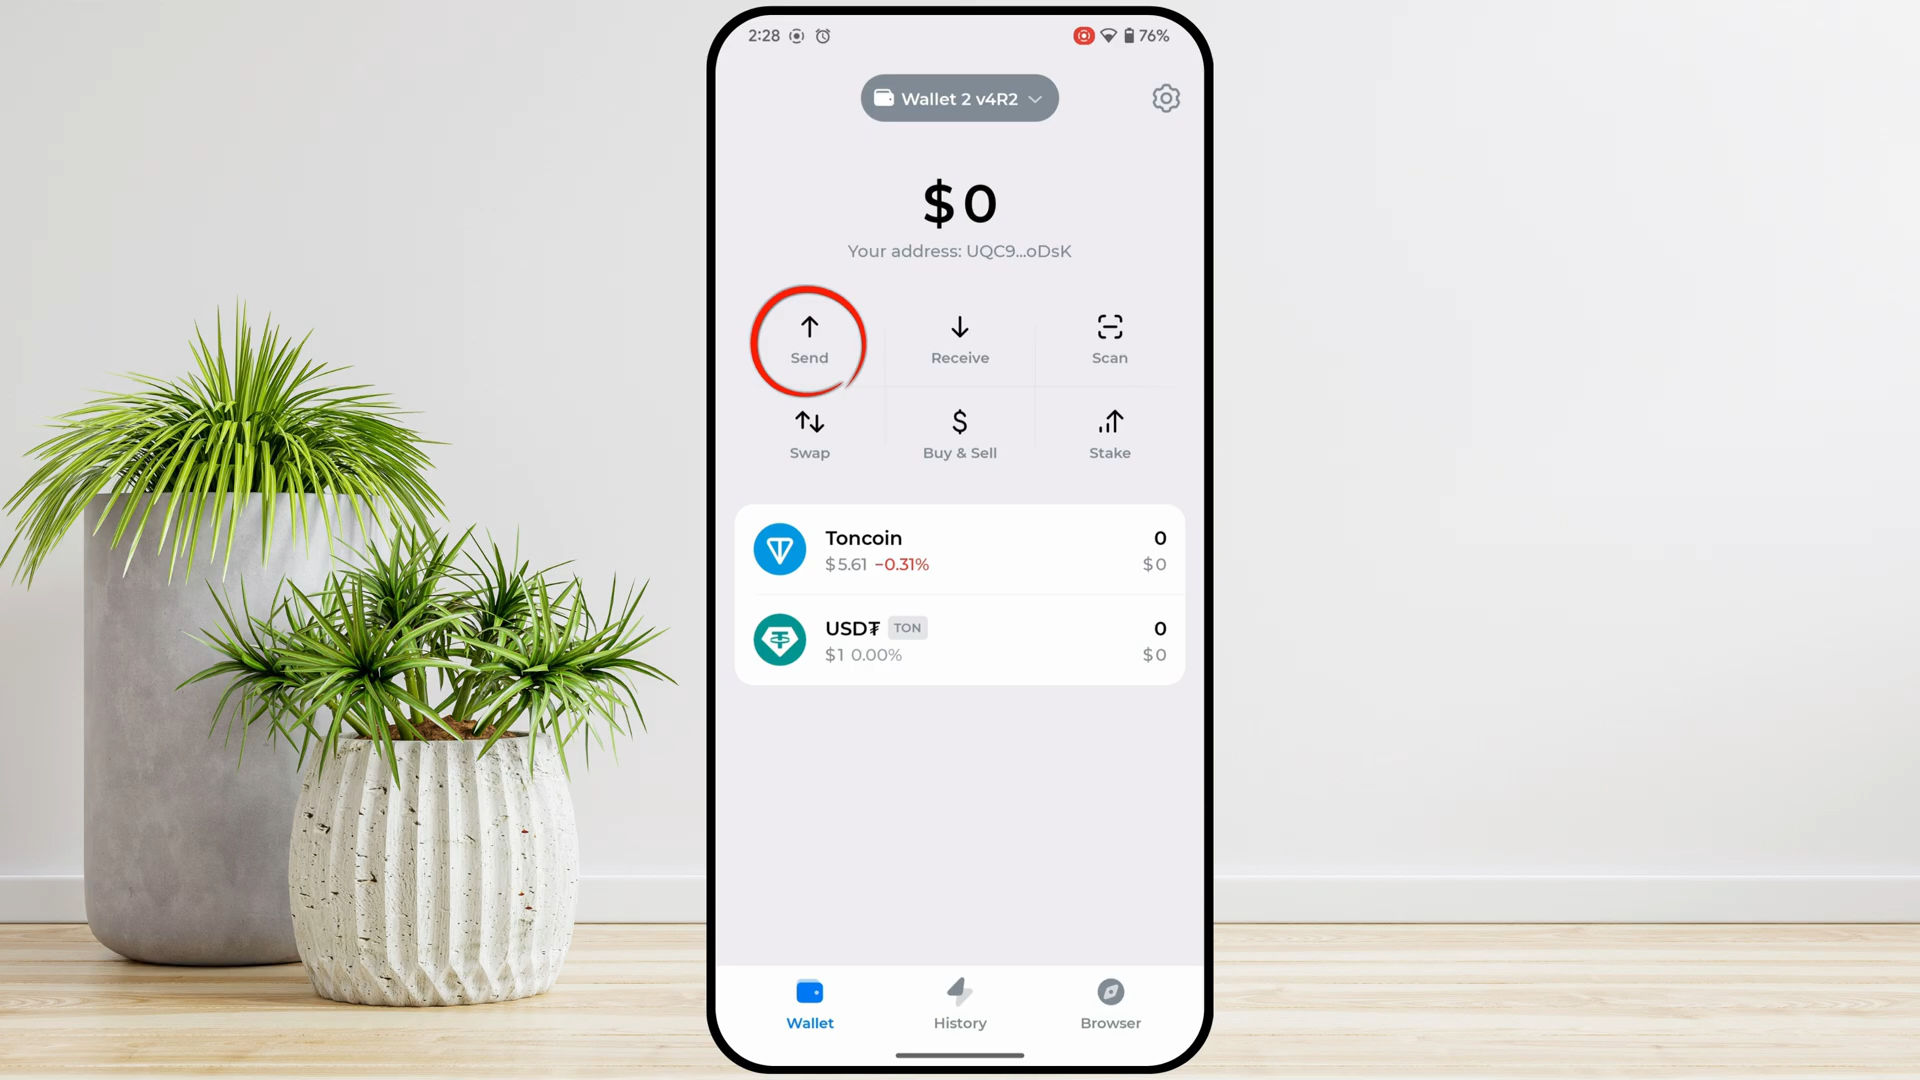 2:28 76%
Wallet 2 v4R2
$0
Your address: UQC9...oDsK
Send Receive Scan
Swap Buy & Sell Stake
Toncoin 0
$5.61 −0.31% $0
USD₮ TON 0
$1 0.00% $0
Wallet History Browser